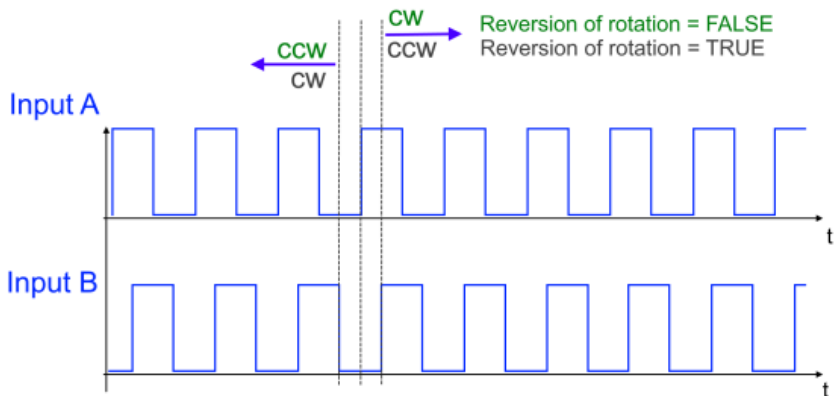 CW
Reversion of rotation = FALSE
CCW
CCW
Reversion of rotation = TRUE
CW
Input A
t
Input B
t